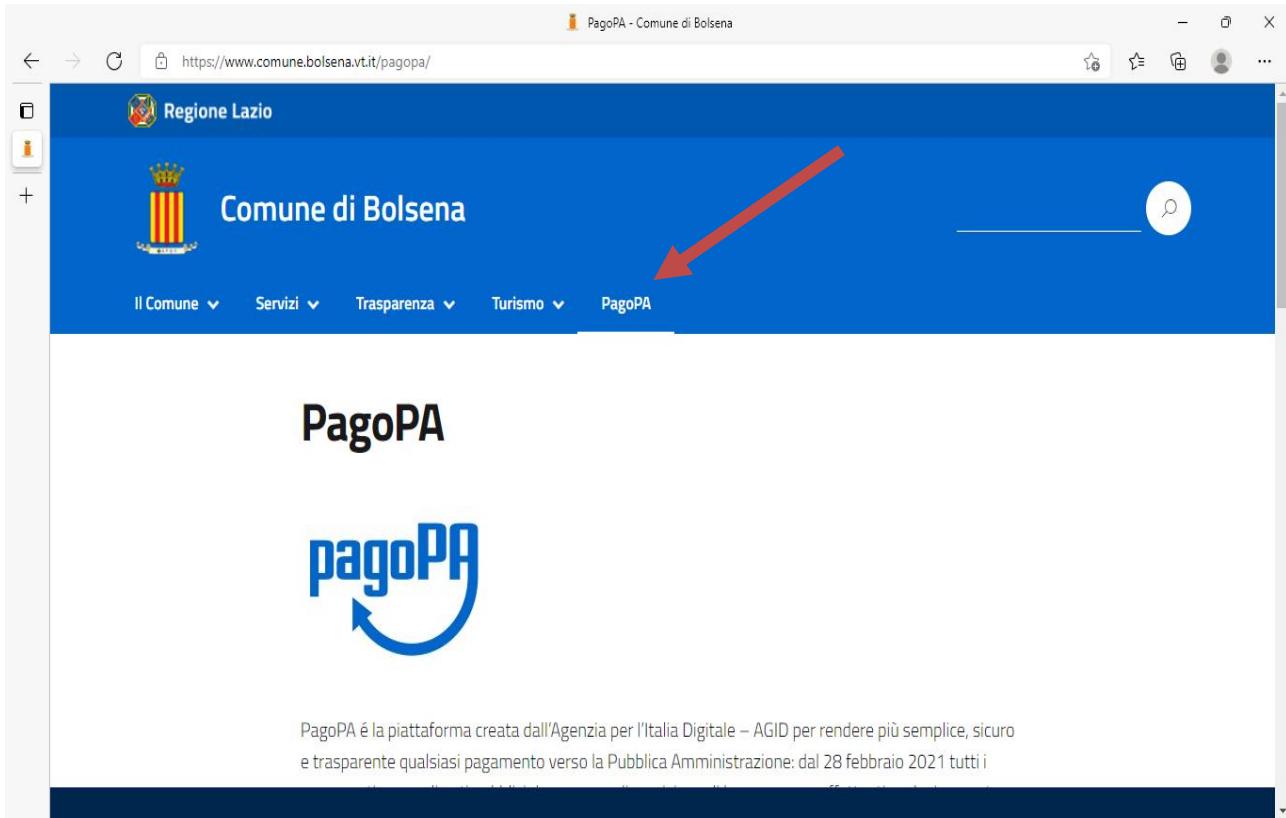 PagoPA - Comune di Bolsena
https://www.comune.bolsena.vt.it/pagopa/
Regione Lazio
Comune di Bolsena
Il Comune
Servizi
Trasparenza
Turismo
PagoPA
PagoPA
pagoPA
PagoPA é la piattaforma creata dall'Agenzia per l'Italia Digitale – AGID per rendere più semplice, sicuro
e trasparente qualsiasi pagamento verso la Pubblica Amministrazione: dal 28 febbraio 2021 tutti i